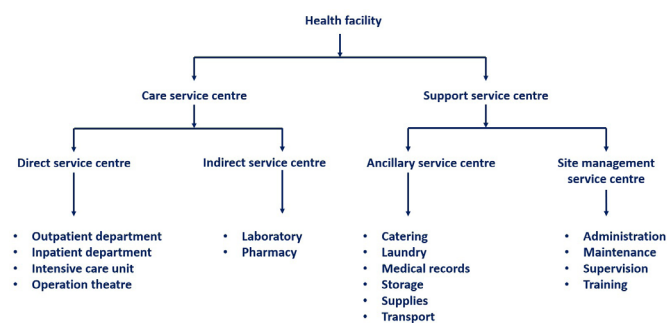 Health facility
Care service centre
Support service centre
Direct service centre
Indirect service centre
Ancillary service centre
Site management
service centre
• Outpatient department
• Inpatient department
• Intensive care unit
• Operation theatre
• Laboratory
• Pharmacy
• Catering
• Laundry
• Medical records
• Storage
• Supplies
• Transport
• Administration
• Maintenance
• Supervision
• Training